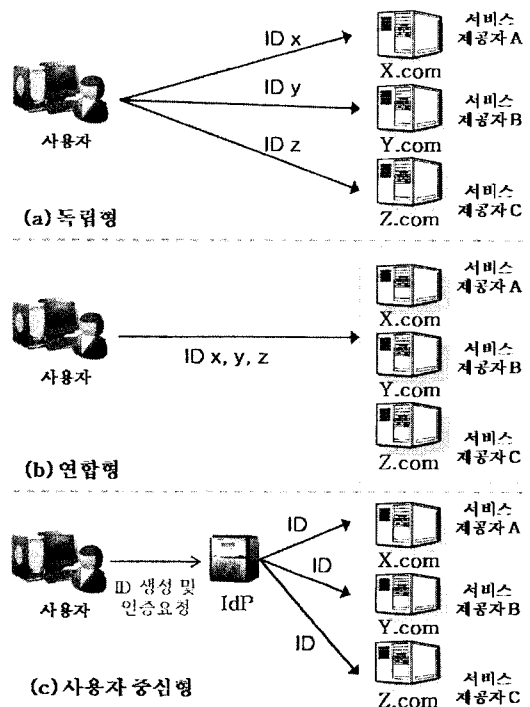 ID x
서비스
제공자 A
X.com
ID y
서비스
제공자 B
Y.com
사용자
ID z
서비스
제공자 C
Z.com
(a) 독립형
서비스
제공자 A
X.com
ID x, y, z
서비스
제공자 B
Y.com
사용자
서비스
제공자 C
Z.com
(b) 연합형
ID
서비스
제공자 A
X.com
ID
서비스
제공자 B
Y.com
사용자
ID 생성 및
인증요청
IdP
ID
서비스
제공자 C
Z.com
(c) 사용자 중심형